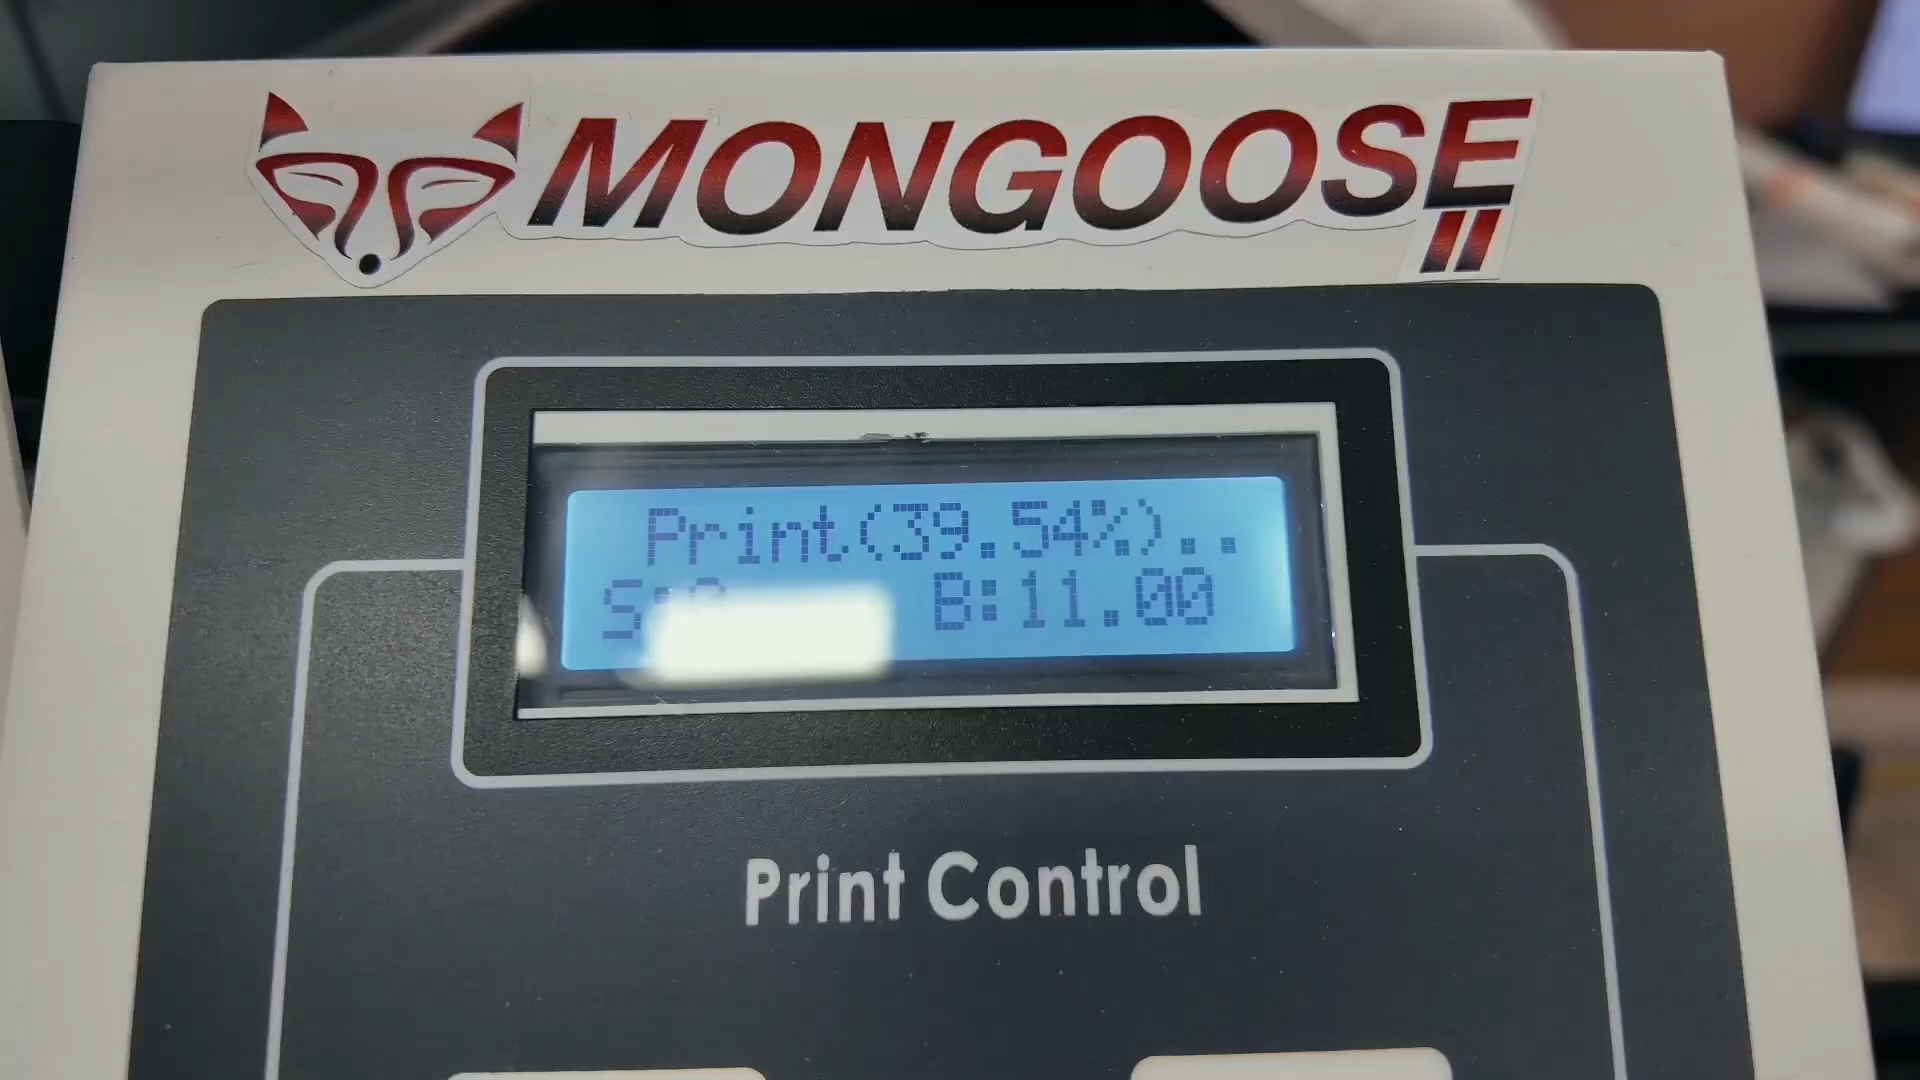 MONGOOSE
II
Print(39.54%)..
S: B:11.00
Print Control